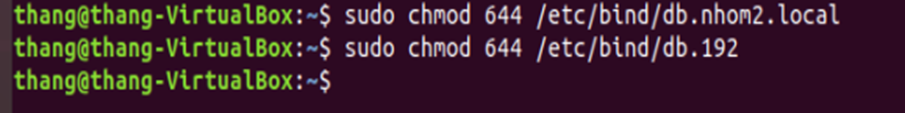 thang@thang-VirtualBox:~$ sudo chmod 644 /etc/bind/db.nhom2.local
thang@thang-VirtualBox:~$ sudo chmod 644 /etc/bind/db.192
thang@thang-VirtualBox:~$